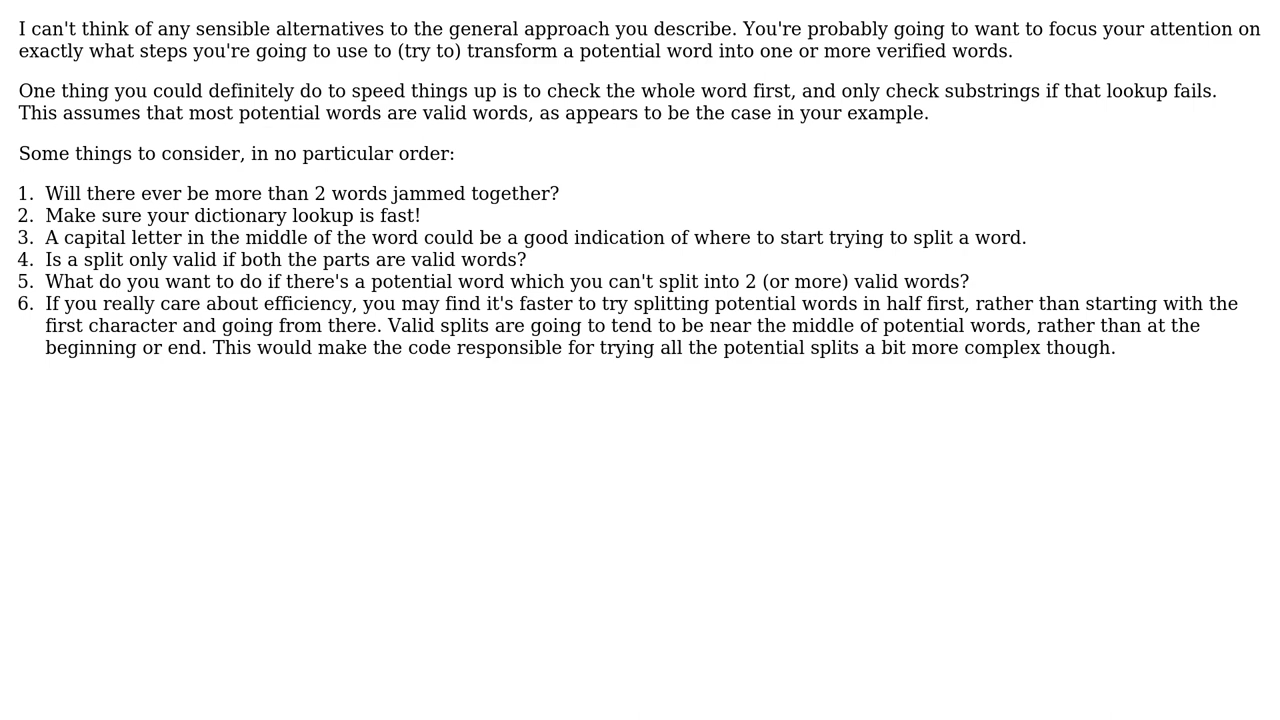 I can't think of any sensible alternatives to the general approach you describe. You're probably going to want to focus your attention on
exactly what steps you're going to use to (try to) transform a potential word into one or more verified words.
One thing you could definitely do to speed things up is to check the whole word first, and only check substrings if that lookup fails.
This assumes that most potential words are valid words, as appears to be the case in your example.
Some things to consider, in no particular order:
1. Will there ever be more than 2 words jammed together?
2. Make sure your dictionary lookup is fast!
3. A capital letter in the middle of the word could be a good indication of where to start trying to split a word.
4. Is a split only valid if both the parts are valid words?
5. What do you want to do if there's a potential word which you can't split into 2 (or more) valid words?
6. If you really care about efficiency, you may find it's faster to try splitting potential words in half first, rather than starting with the
first character and going from there. Valid splits are going to tend to be near the middle of potential words, rather than at the
beginning or end. This would make the code responsible for trying all the potential splits a bit more complex though.